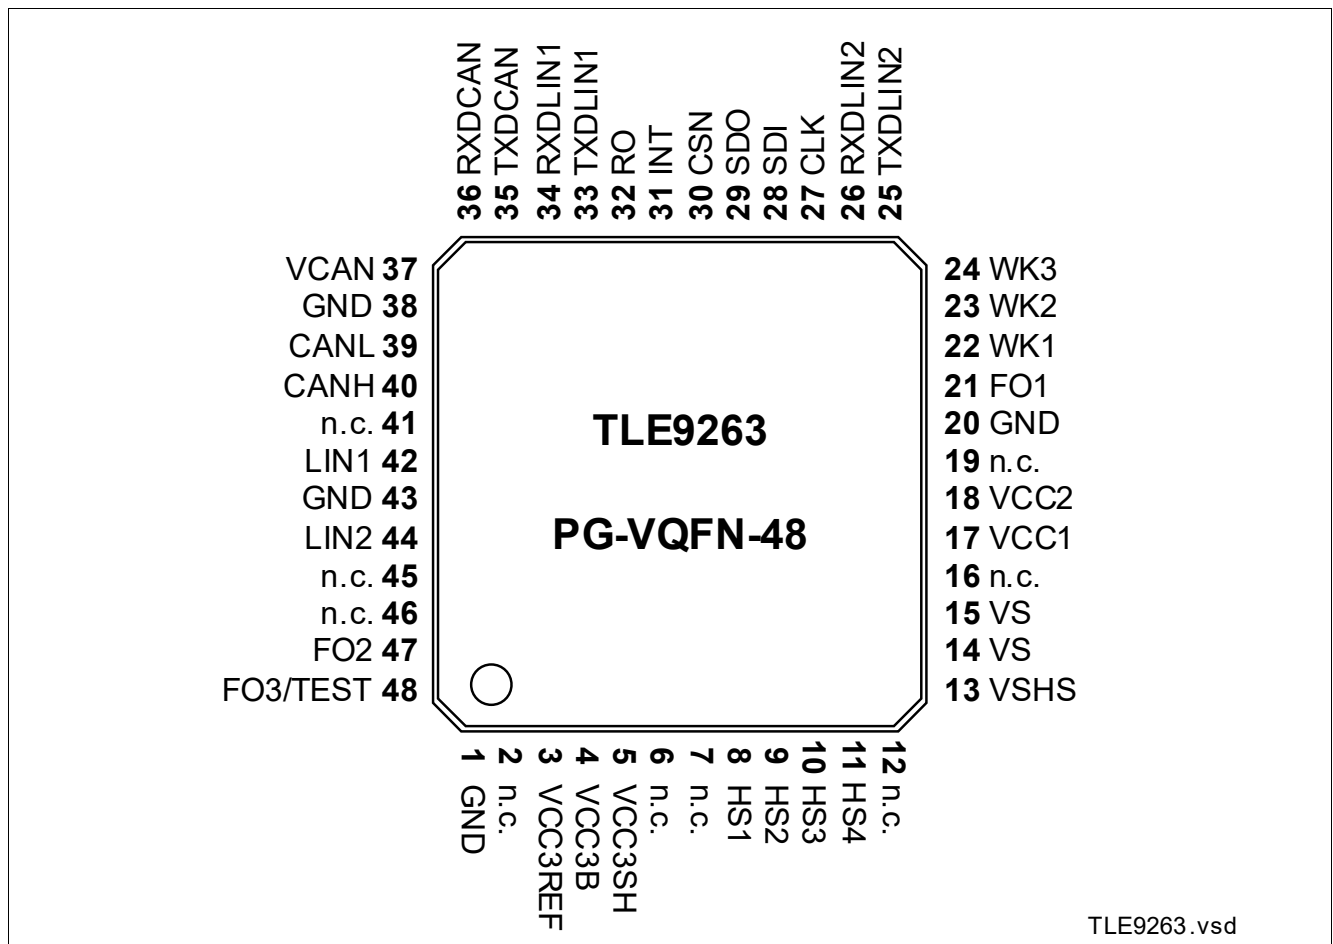 36 RXDCAN
35 TXDCAN
34 RXDLIN1
33 TXDLIN1
32 RO
31 INT
30 CSN
29 SDO
28 SDI
27 CLK
26 RXDLIN2
25 TXDLIN2
VCAN 37
GND 38
CANL 39
CANH 40
n.c. 41
LIN1 42
GND 43
LIN2 44
n.c. 45
n.c. 46
FO2 47
FO3/TEST 48
TLE9263
PG-VQFN-48
24 WK3
23 WK2
22 WK1
21 FO1
20 GND
19 n.c.
18 VCC2
17 VCC1
16 n.c.
15 VS
14 VS
13 VSHS
1 GND
2 n.c.
3 VCC3REF
4 VCC3B
5 VCC3SH
6 n.c.
7 n.c.
8 HS1
9 HS2
10 HS3
11 HS4
12 n.c.
TLE9263.vsd